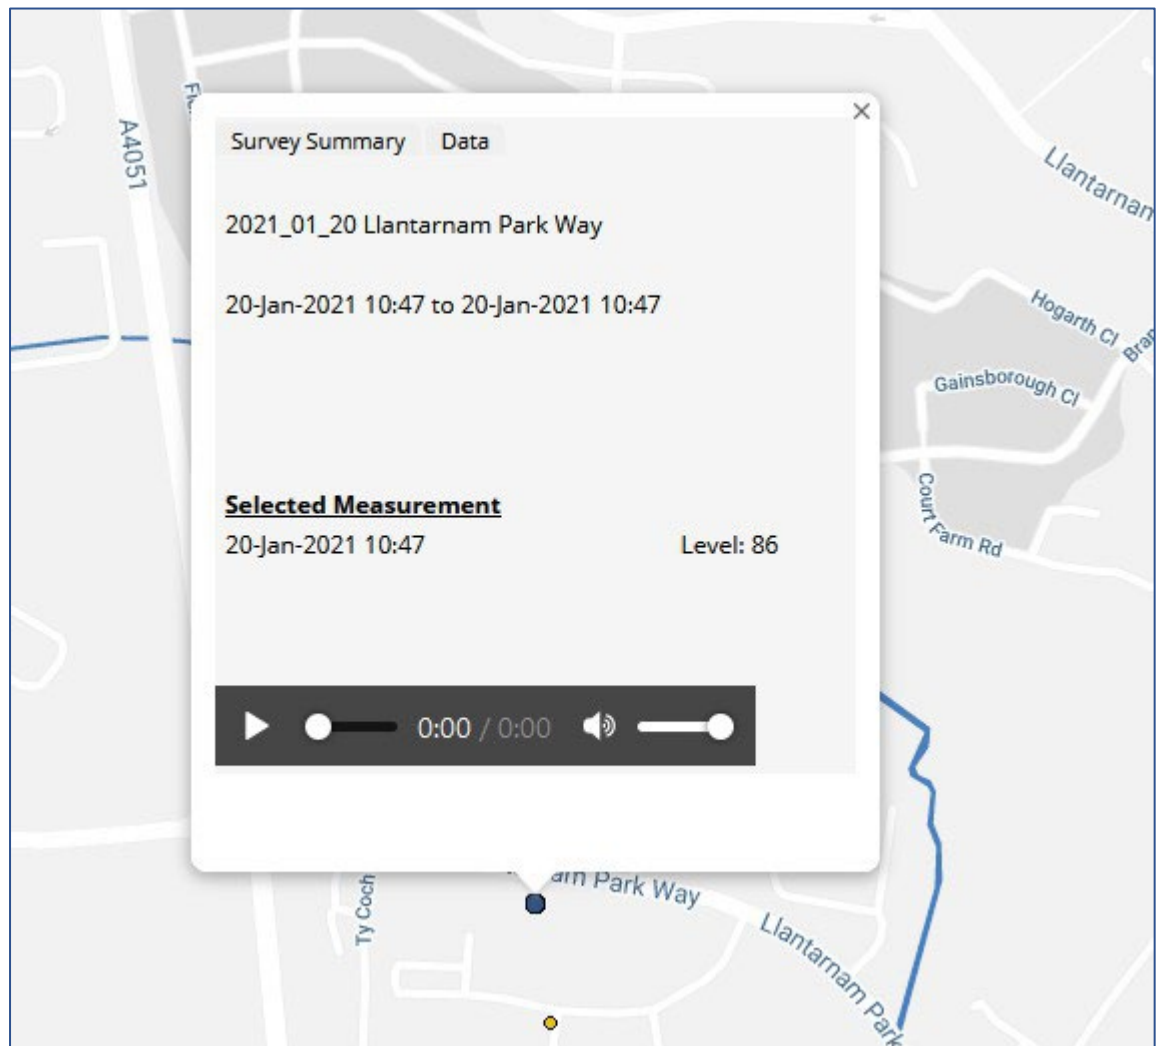 A4051
Survey Summary
Data
2021_01_20 Llantarnam Park Way
20-Jan-2021 10:47 to 20-Jan-2021 10:47
Selected Measurement
20-Jan-2021 10:47
Level: 86
0:00 / 0:00
Llantarnam
Hogarth Cl
Gainsborough Cl
Court Farm Rd
Park Way
Ty Coch
Llantarnam Park